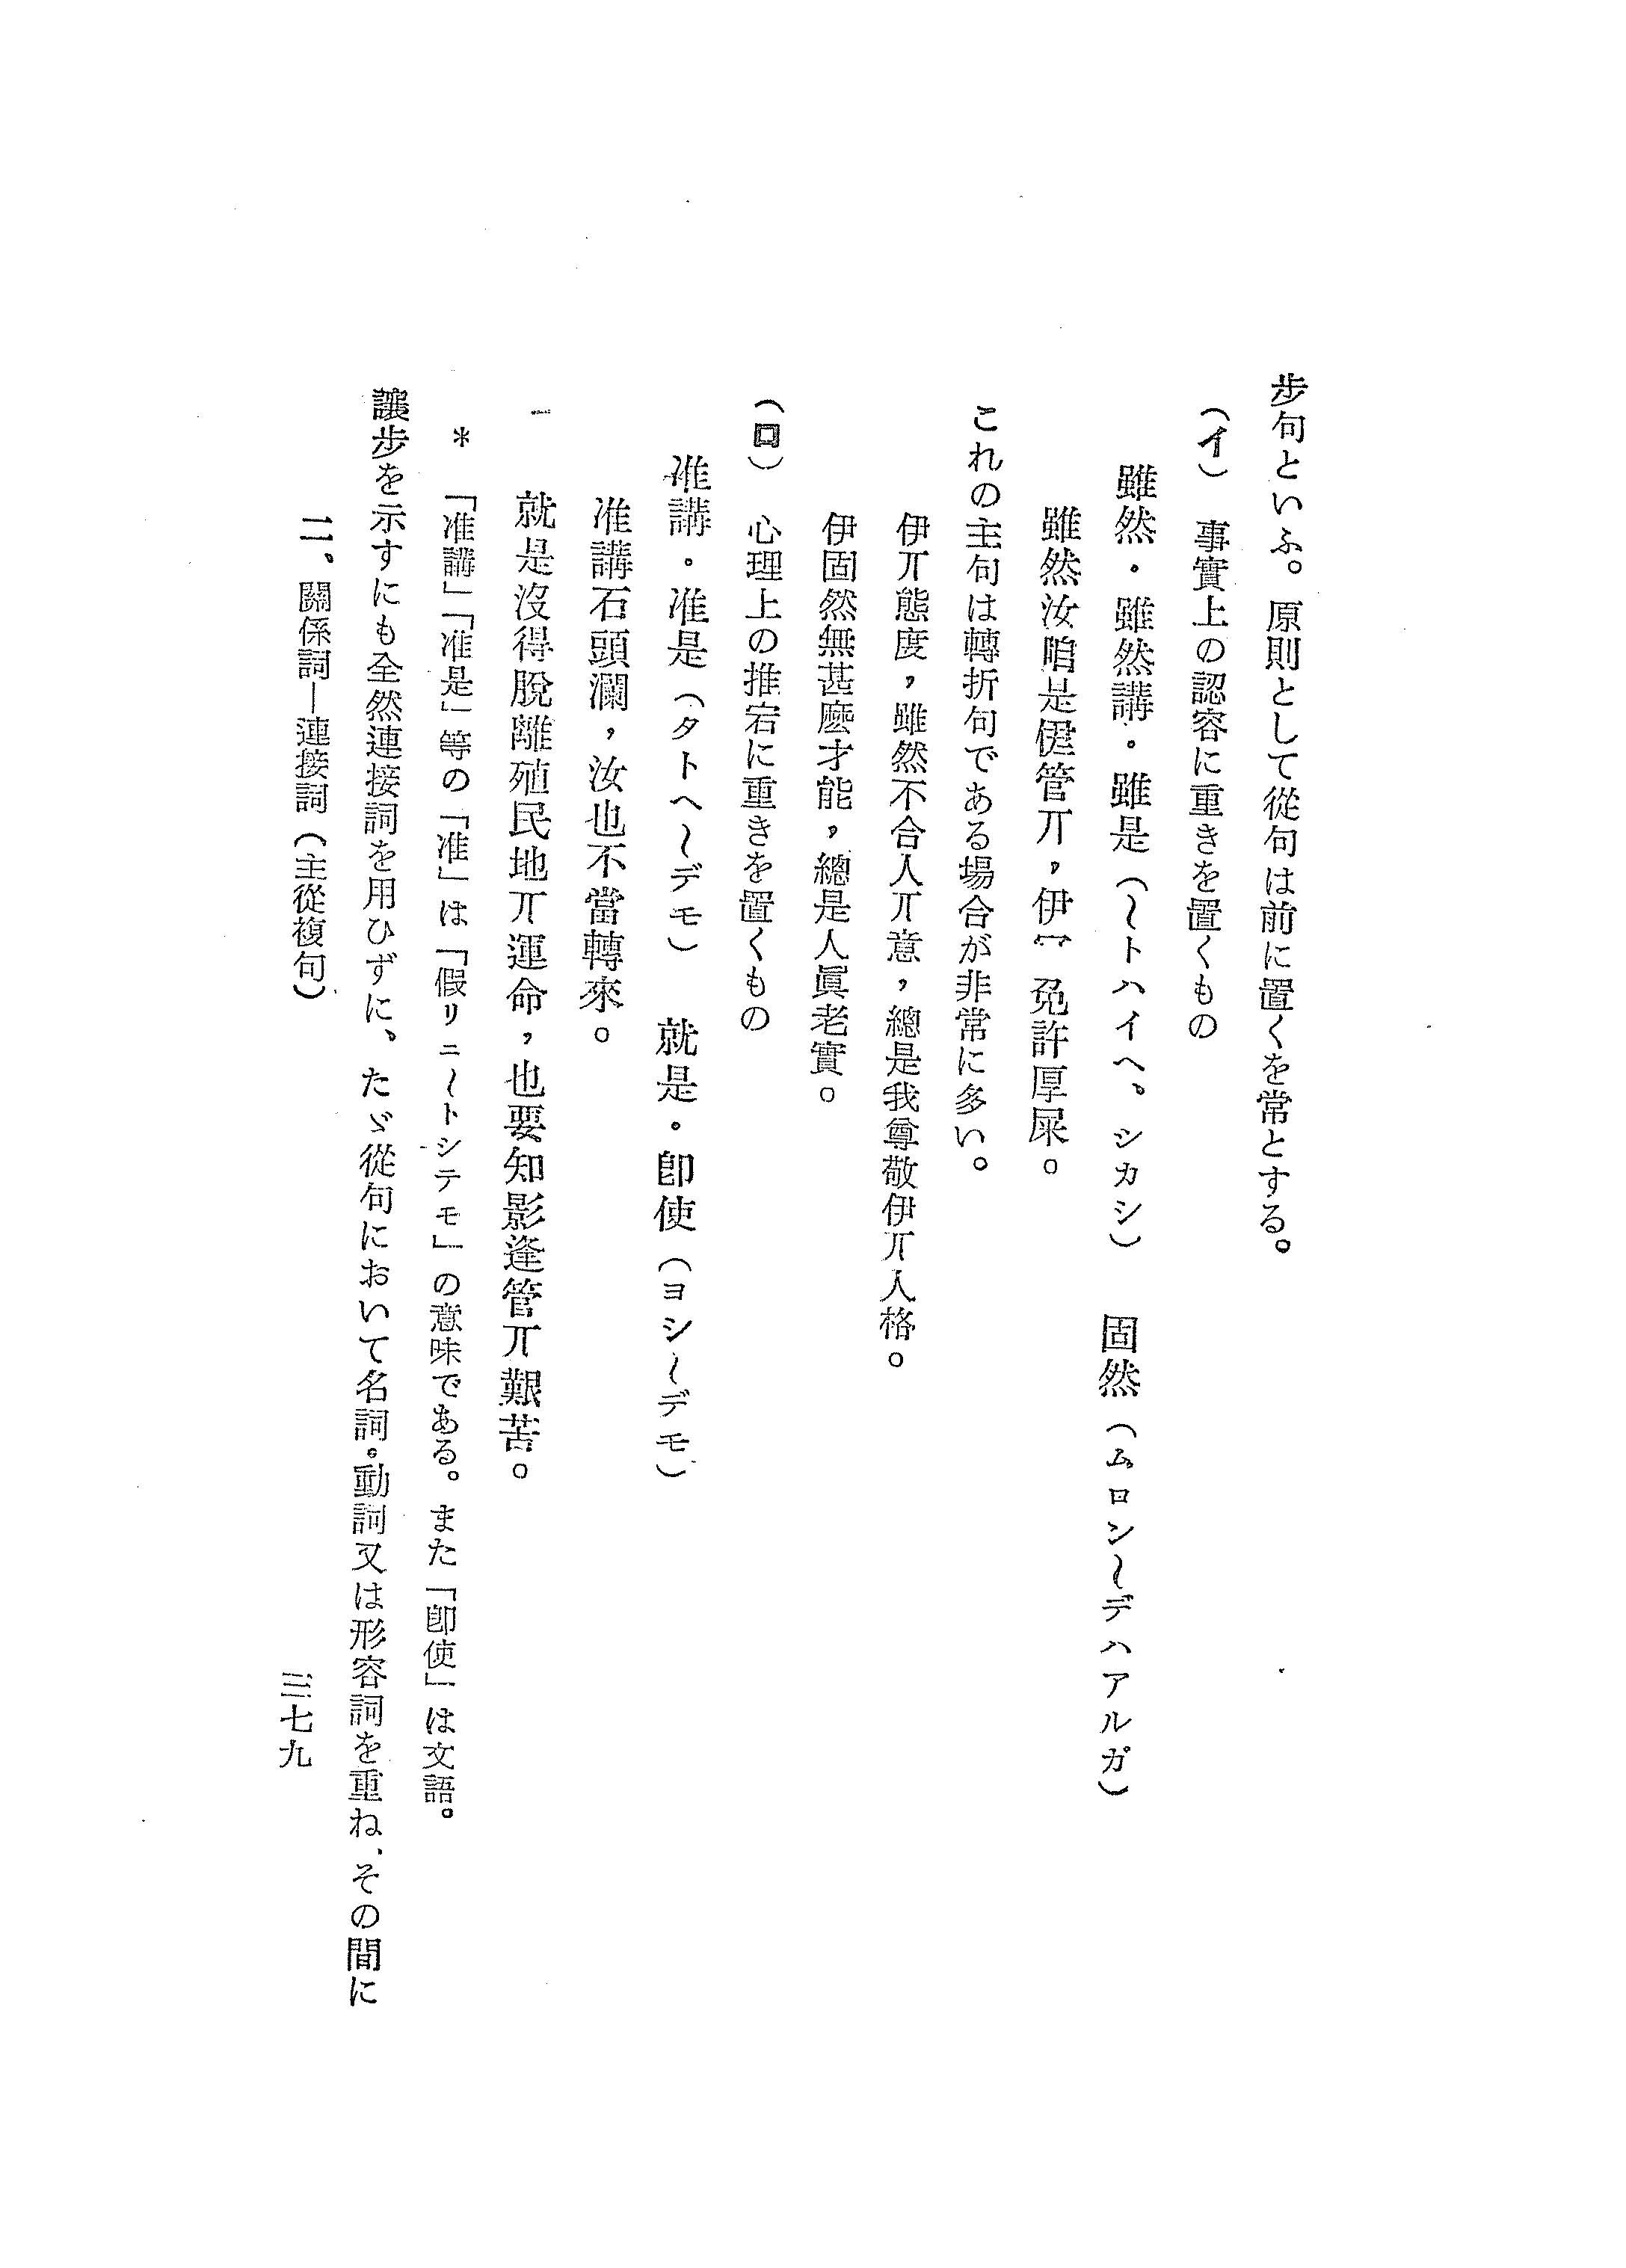 步句といふ。原則として從句は前に置くを常とする。
（イ） 事實上の認容に重きを置くもの
雖然・雖然講・雖是（〜トハイヘ。シカシ） 固然（ムロン〜デハアルガ）
雖然汝 是 管丌，伊 免許厚屎。
これの主句は轉折句である場合が非常に多い。
伊丌態度，雖然不合人丌意，總是我尊敬伊丌人格。
伊固然無甚麼才能，總是人眞老實。
（ロ） 心理上の推宕に重きを置くもの
准講・准是（タトヘ〜デモ） 就是・卽使（ヨシ〜デモ）
准講石頭瀾，汝也不當轉來。
就是沒得脫離殖民地丌運命，也要知影逢管丌艱苦。
＊「准講」「准是」等の「准」は「假リニ〜トシテモ」の意味である。また「卽使」は文語。
讓步を示すにも全然連接詞を用ひずに、たゞ從句において名詞。動詞又は形容詞を重ね、その間に
二、關係詞—連接詞（主從複句）
三七九